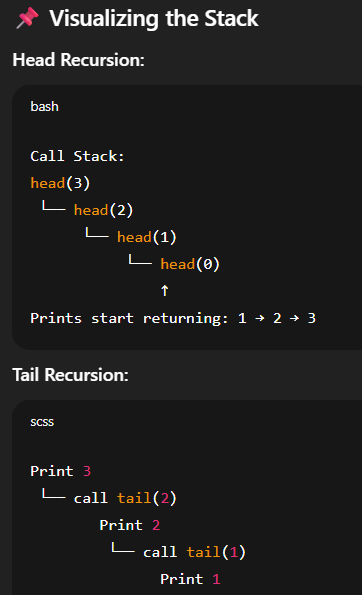 📌 Visualizing the Stack
Head Recursion:
bash
Call Stack:
head(3)
└── head(2)
└── head(1)
└── head(0)
↑
Prints start returning: 1 → 2 → 3
Tail Recursion:
scss
Print 3
└── call tail(2)
Print 2
└── call tail(1)
Print 1